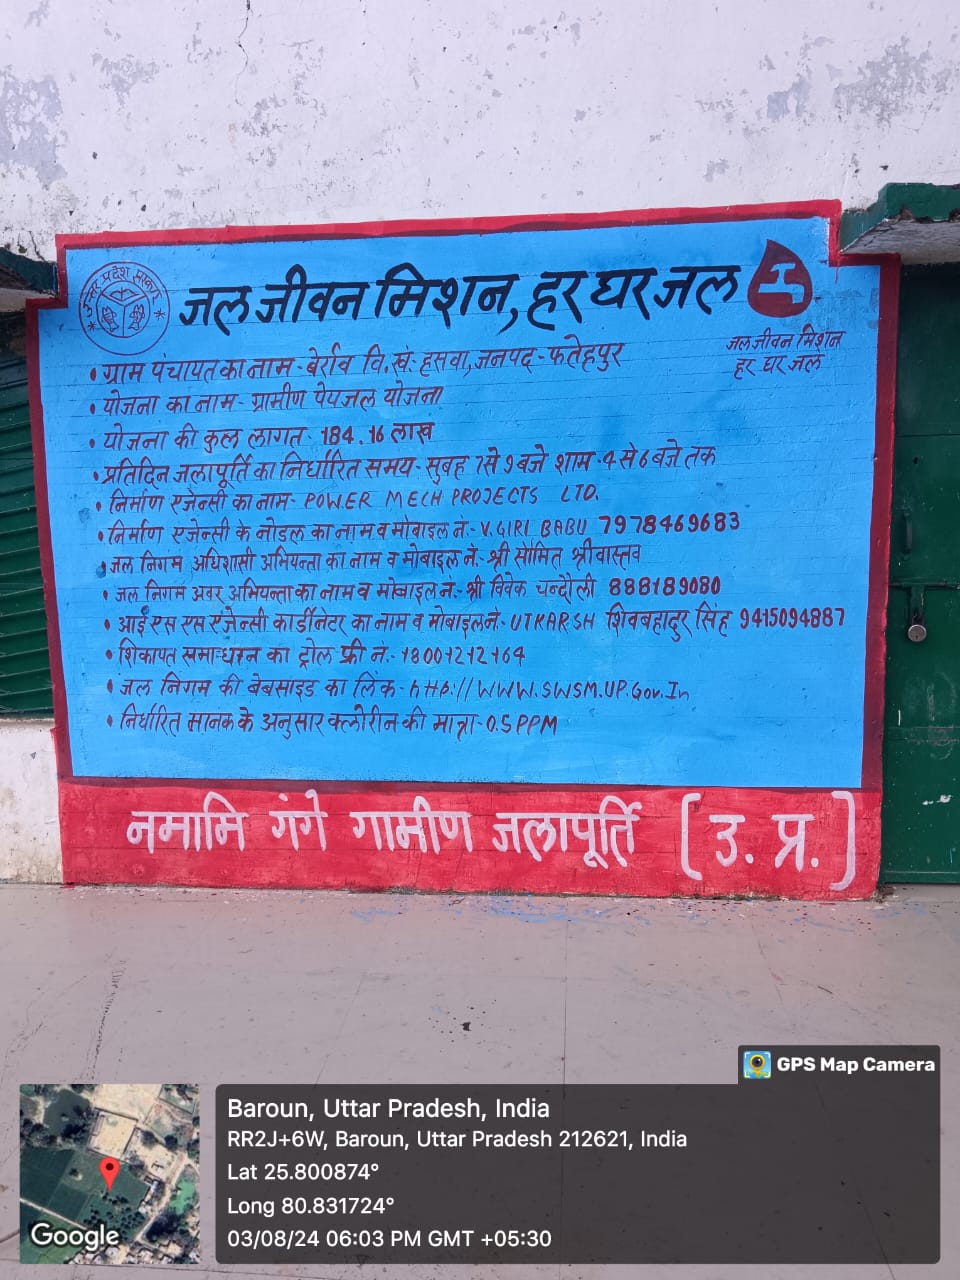 उत्तर प्रदेश सरकार
जल जीवन मिशन, हर घर जल
जल जीवन मिशन
हर घर जल
• ग्राम पंचायत का नाम - बेर्राव वि.खं.- हसवा, जनपद - फतेहपुर
• योजना का नाम - ग्रामीण पेयजल योजना
• योजना की कुल लागत - 184.16 लाख
• प्रतिदिन जलापूर्ति का निर्धारित समय - सुबह 7 से 9 बजे शाम - 4 से 6 बजे तक
• निर्माण एजेन्सी का नाम - POWER MECH PROJECTS LTD.
• निर्माण एजेन्सी के नोडल का नाम व मोबाइल नं.- V.GIRI BABU 7978469683
• जल निगम अधिशासी अभियन्ता का नाम व मोबाइल नं.- श्री सोमित श्रीवास्तव
• जल निगम अवर अभियन्ता का नाम व मोबाइल नं.- श्री विवेक चन्दौली 888189080
• आई एस एस एजेन्सी कार्डीनेटर का नाम व मोबाइल नं.- UTKARSH शिवबहादुर सिंह 9415094887
• शिकायत समाधान का ट्रोल फ्री नं.- 18001212164
• जल निगम की बेबसाइड का लिंक - http://WWW.SWSM.UP.Gov.In
• निर्धारित मानक के अनुसार क्लोरीन की मात्रा - 0.5 PPM
नमामि गंगे गामीण जलापूर्ति [उ. प्र.]
GPS Map Camera
Baroun, Uttar Pradesh, India
RR2J+6W, Baroun, Uttar Pradesh 212621, India
Lat 25.800874°
Long 80.831724°
03/08/24 06:03 PM GMT +05:30
Google